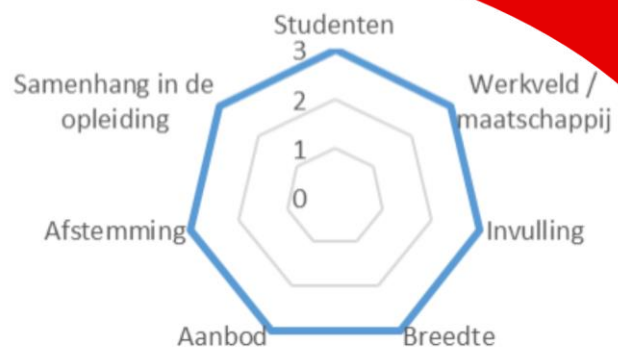 Studenten
3
Samenhang in de
opleiding
Werkveld /
maatschappij
2
1
0
Afstemming
Invulling
Aanbod
Breedte